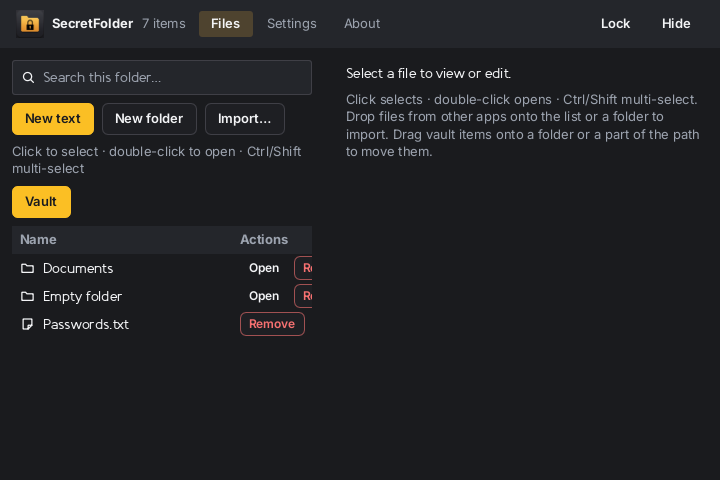 SecretFolder 7 items Files Settings About Lock Hide
Search this folder...
New text New folder Import...
Click to select · double-click to open · Ctrl/Shift
multi-select
Vault
Name Actions
Documents Open
Empty folder Open
Passwords.txt Remove
Select a file to view or edit.
Click selects · double-click opens · Ctrl/Shift multi-select.
Drop files from other apps onto the list or a folder to
import. Drag vault items onto a folder or a part of the path
to move them.